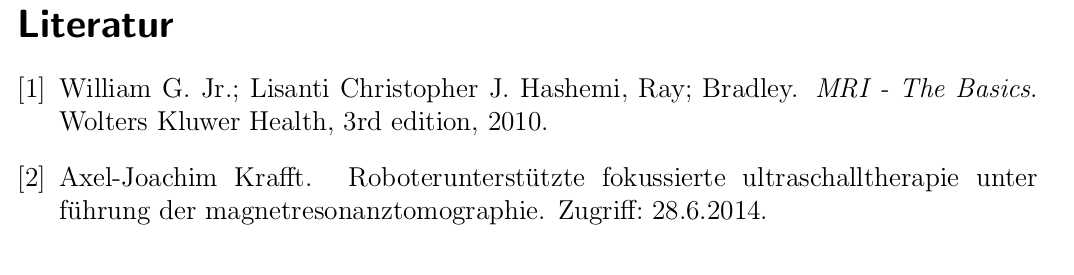 Literatur
[1] William G. Jr.; Lisanti Christopher J. Hashemi, Ray; Bradley. MRI - The Basics.
Wolters Kluwer Health, 3rd edition, 2010.
[2] Axel-Joachim Krafft. Roboterunterstützte fokussierte ultraschalltherapie unter
führung der magnetresonanztomographie. Zugriff: 28.6.2014.